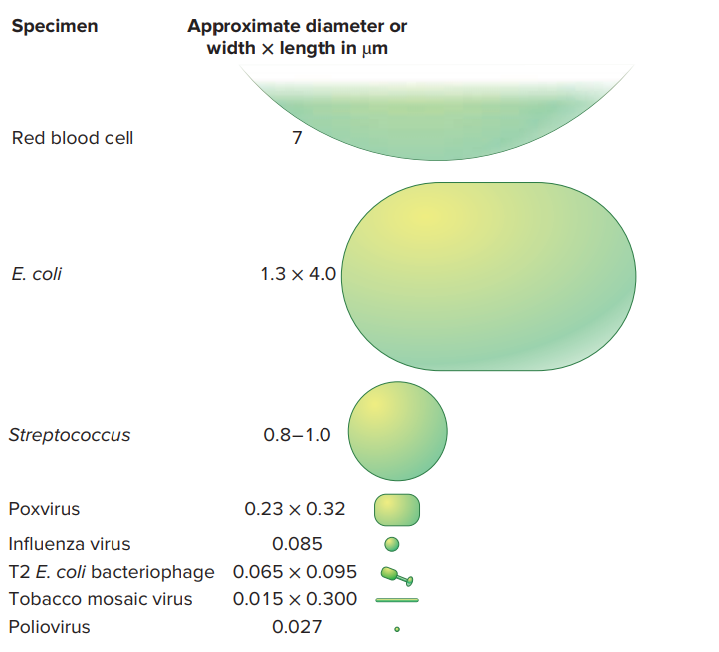 Specimen Approximate diameter or
width × length in μm
Red blood cell 7
E. coli 1.3 × 4.0
Streptococcus 0.8–1.0
Poxvirus 0.23 × 0.32
Influenza virus 0.085
T2 E. coli bacteriophage 0.065 × 0.095
Tobacco mosaic virus 0.015 × 0.300
Poliovirus 0.027